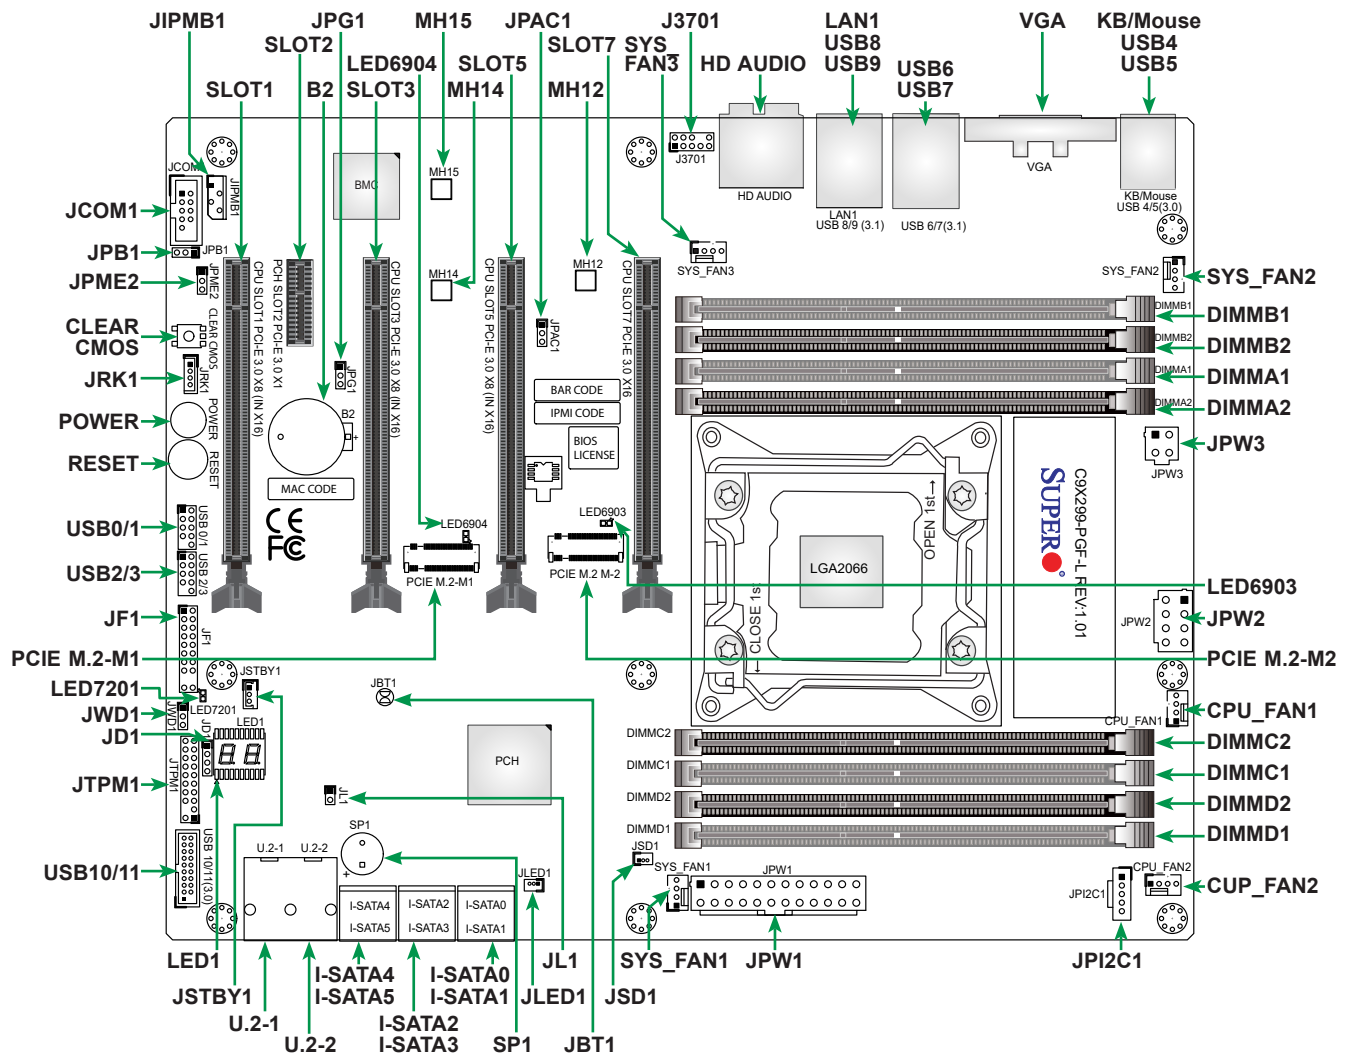 JIPMB1
JPG1
MH15
JPAC1
J3701
LAN1
VGA
KB/Mouse
SLOT2
SLOT7
SYS_
USB8
USB4
LED6904
SLOT5
FAN3
HD AUDIO
USB9
USB6
USB5
SLOT1
B2
SLOT3
MH14
MH12
USB7
JCOM1
JPB1
JPME2
CLEAR
CMOS
JRK1
POWER
RESET
USB0/1
USB2/3
JF1
PCIE M.2-M1
LED7201
JWD1
JD1
JTPM1
USB10/11
SYS_FAN2
DIMMB1
DIMMB2
DIMMA1
DIMMA2
JPW3
LED6903
JPW2
PCIE M.2-M2
CPU_FAN1
DIMMC2
DIMMC1
DIMMD2
DIMMD1
CUP_FAN2
LED1
JSTBY1
U.2-1
U.2-2
I-SATA4
I-SATA5
I-SATA2
I-SATA3
I-SATA0
I-SATA1
SP1
JLED1
JL1
JBT1
JSD1
SYS_FAN1
JPW1
JPI2C1
JCOM
JIPMB1
BMC
MH15
J3701
HD AUDIO
LAN1
USB 8/9 (3.1)
USB 6/7(3.1)
VGA
KB/Mouse
USB 4/5(3.0)
JPB1
JPME2
CLEAR CMOS
JRK1
POWER
RESET
CPU SLOT1 PCI-E 3.0 X8 (IN X16)
PCH SLOT2 PCI-E 3.0 X1
CPU SLOT3 PCI-E 3.0 X8 (IN X16)
MH14
CPU SLOT5 PCI-E 3.0 X8 (IN X16)
MH12
CPU SLOT7 PCI-E 3.0 X16
SYS_FAN3
SYS_FAN2
JPG1
JPAC1
B2
+
MAC CODE
BAR CODE
IPMI CODE
BIOS
LICENSE
DIMMB1
DIMMB2
DIMMA1
DIMMA2
JPW3
CE
FC
USB 0/1
USB 2/3
LED6904
PCIE M.2-M1
LED6903
PCIE M.2 M-2
OPEN 1st
CLOSE 1st
LGA2066
SUPER
C9X299-PGF-L REV:1.01
JPW2
JF1
JSTBY1
LED7201
JWD1
JD1
LED1
88
JBT1
PCH
CPU_FAN1
DIMMC2
DIMMC1
DIMMD2
DIMMD1
JTPM1
JL1
SP1
+
USB 10/11(3.0)
U.2-1
U.2-2
I-SATA4
I-SATA5
I-SATA2
I-SATA3
I-SATA0
I-SATA1
JLED1
JSD1
SYS_FAN1
JPW1
JPI2C1
CPU_FAN2